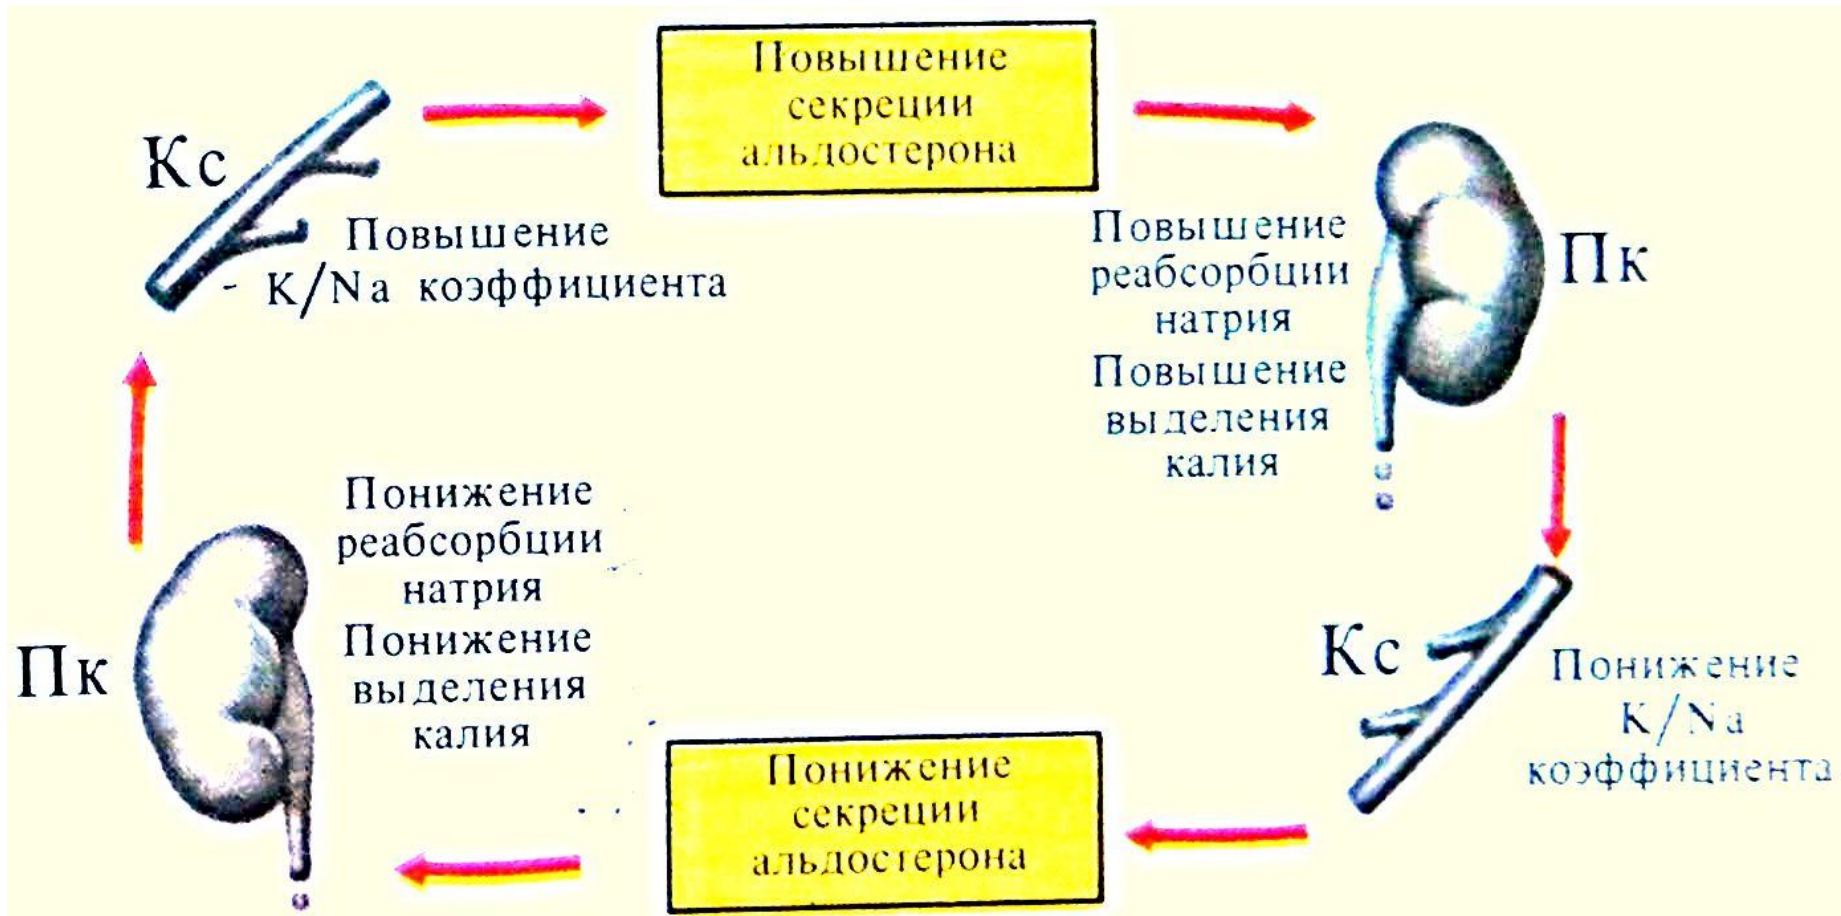 Повышение
секреции
альдостерона
Кс
Повышение
- K/Na коэффициента
Повышение
реабсорбции
натрия
Повышение
выделения
калия
Пк
Понижение
реабсорбции
натрия
Понижение
выделения
калия
Пк
Кс
Понижение
K/Na
коэффициента
Понижение
секреции
альдостерона